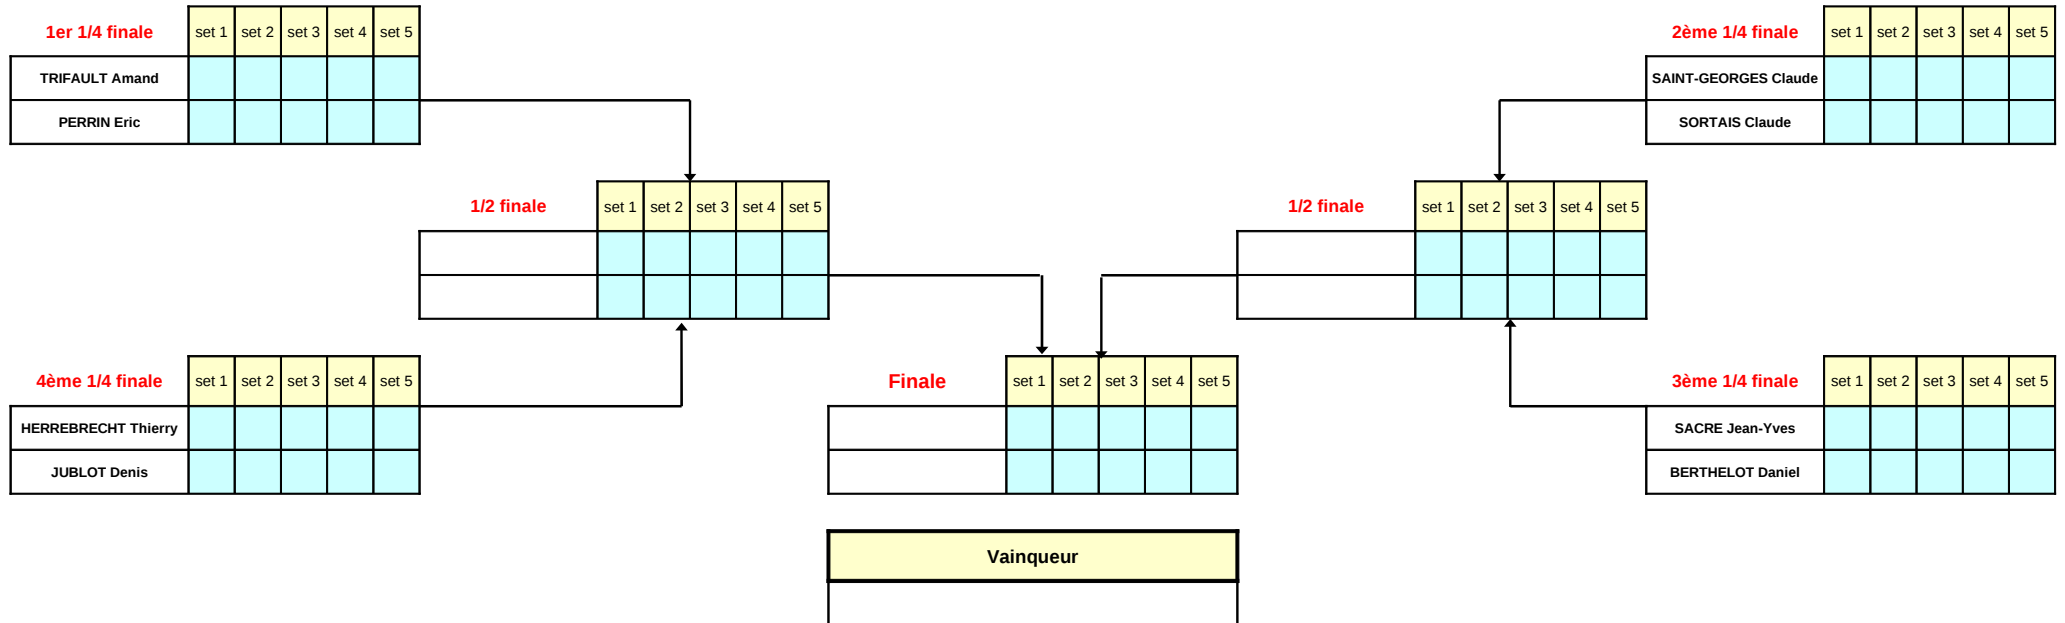 1er 1/4 finale set 1 set 2 set 3 set 4 set 5
TRIFAULT Amand
PERRIN Eric
2ème 1/4 finale set 1 set 2 set 3 set 4 set 5
SAINT-GEORGES Claude
SORTAIS Claude
1/2 finale set 1 set 2 set 3 set 4 set 5
1/2 finale set 1 set 2 set 3 set 4 set 5
4ème 1/4 finale set 1 set 2 set 3 set 4 set 5
HERREBRECHT Thierry
JUBLOT Denis
Finale set 1 set 2 set 3 set 4 set 5
3ème 1/4 finale set 1 set 2 set 3 set 4 set 5
SACRE Jean-Yves
BERTHELOT Daniel
Vainqueur